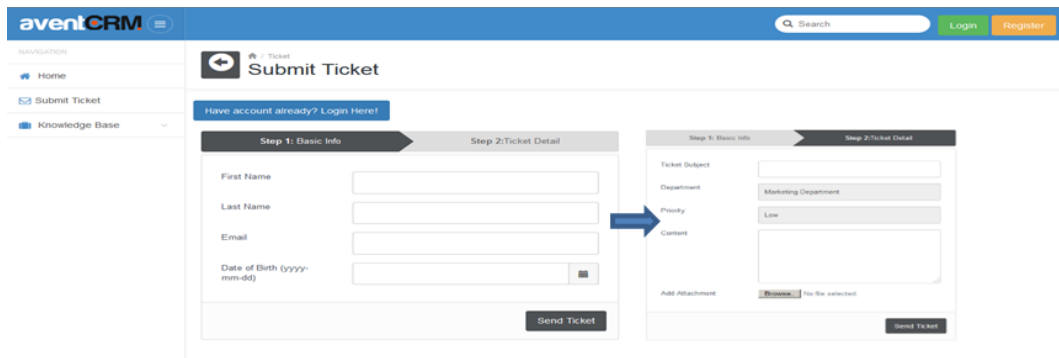 aventCRM
Search
Login
Register
NAVIGATION
Home
Submit Ticket
Knowledge Base
/ Ticket
Submit Ticket
Have account already? Login Here!
Step 1: Basic Info
Step 2:Ticket Detail
First Name
Last Name
Email
Date of Birth (yyyy-
mm-dd)
Send Ticket
Step 1: Basic Info
Step 2:Ticket Detail
Ticket Subject
Department
Marketing Department
Priority
Low
Content
Add Attachment
Browse.. No file selected.
Send Ticket